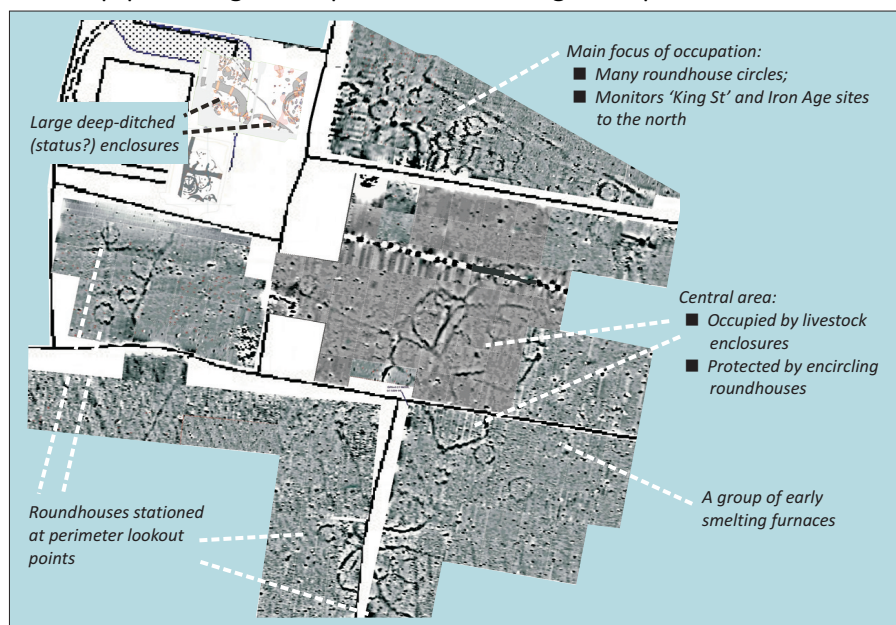 Main focus of occupation:
■ Many roundhouse circles;
■ Monitors ‘King St’ and Iron Age sites
to the north
Large deep-ditched
(status?) enclosures
Central area:
■ Occupied by livestock
enclosures
■ Protected by encircling
roundhouses
Roundhouses stationed
at perimeter lookout
points
A group of early
smelting furnaces